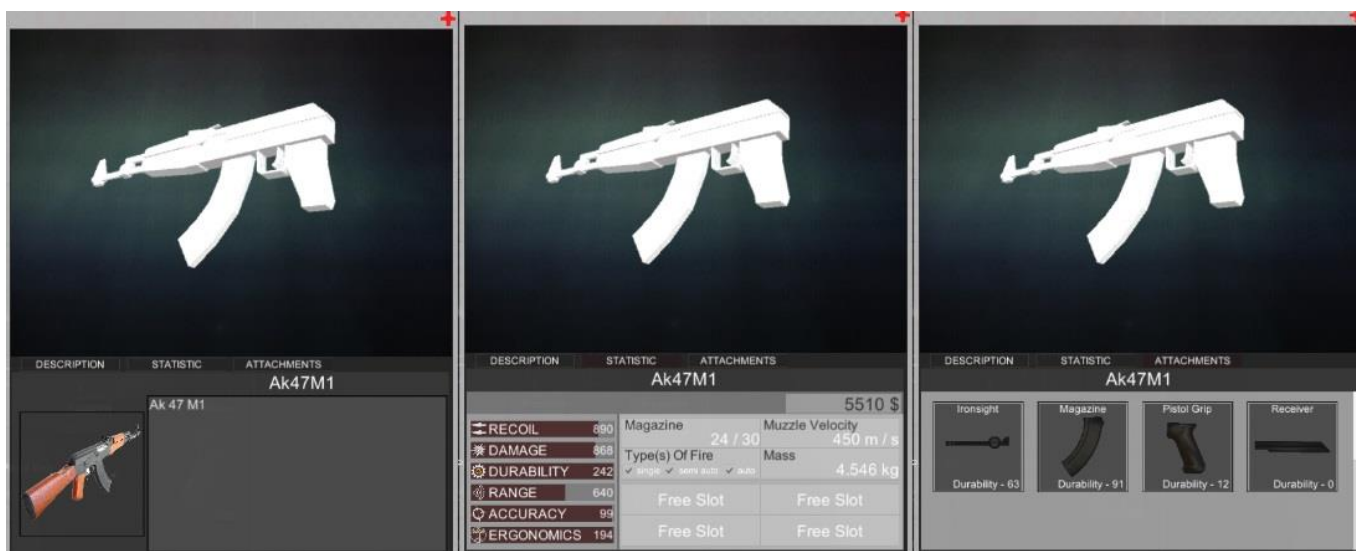 DESCRIPTION STATISTIC ATTACHMENTS
Ak47M1
Ak 47 M1
DESCRIPTION STATISTIC ATTACHMENTS
Ak47M1
5510 $
RECOIL 890
DAMAGE 868
DURABILITY 242
RANGE 640
ACCURACY 99
ERGONOMICS 194
Magazine
24 / 30
Muzzle Velocity
450 m / s
Type(s) Of Fire
✓ single ✓ semi auto ✓ auto
Mass
4.546 kg
Free Slot Free Slot
Free Slot Free Slot
DESCRIPTION STATISTIC ATTACHMENTS
Ak47M1
Ironsight
Durability - 63
Magazine
Durability - 91
Pistol Grip
Durability - 12
Receiver
Durability - 0